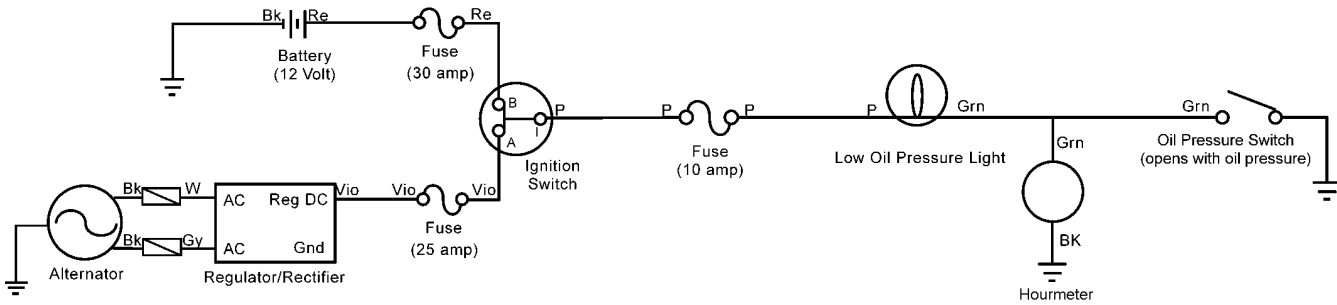 Bk
Re
Battery
(12 Volt)
Fuse
(30 amp)
Re
B
A
I
P
Ignition
Switch
P
P
Fuse
(10 amp)
P
Grn
Low Oil Pressure Light
Grn
Grn
Oil Pressure Switch
(opens with oil pressure)
BK
Hourmeter
Bk
W
Bk
Gy
Alternator
AC
Reg DC
AC
Gnd
Regulator/Rectifier
Vio
Vio
Vio
Fuse
(25 amp)